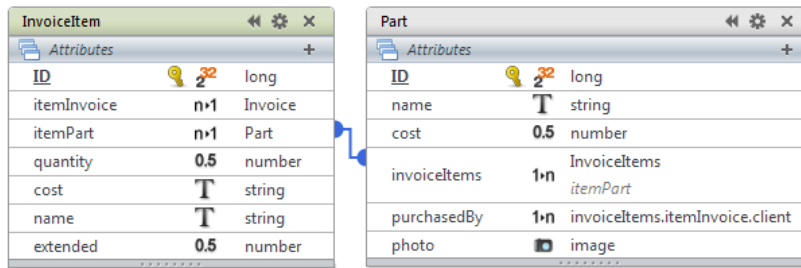 InvoiceItem
Attributes
ID 2³² long
itemInvoice n▸1 Invoice
itemPart n▸1 Part
quantity 0.5 number
cost T string
name T string
extended 0.5 number
Part
Attributes
ID 2³² long
name T string
cost 0.5 number
invoiceItems 1▸n InvoiceItems
itemPart
purchasedBy 1▸n invoiceItems.itemInvoice.client
photo image